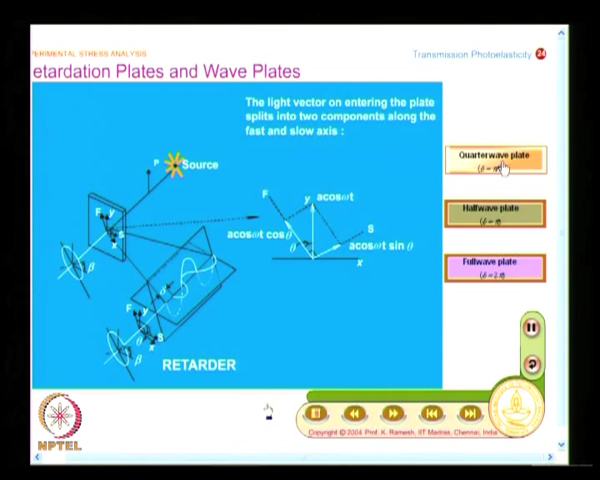 PERIMENTAL STRESS ANALYSIS
Transmission Photoelasticity 24
etardation Plates and Wave Plates
The light vector on entering the plate
splits into two components along the
fast and slow axis :
P
Source
F
y
acosωt
F
y
S
x
S
acosωt cosθ
θ
acosωt sin θ
x
β
δ
F
y
θ
S
x
β
RETARDER
Quarterwave plate
Halfwave plate
(δ = π)
Fullwave plate
(δ = 2π)
NPTEL
Copyright © 2004 Prof. K. Ramesh, IIT Madras, Chennai, India